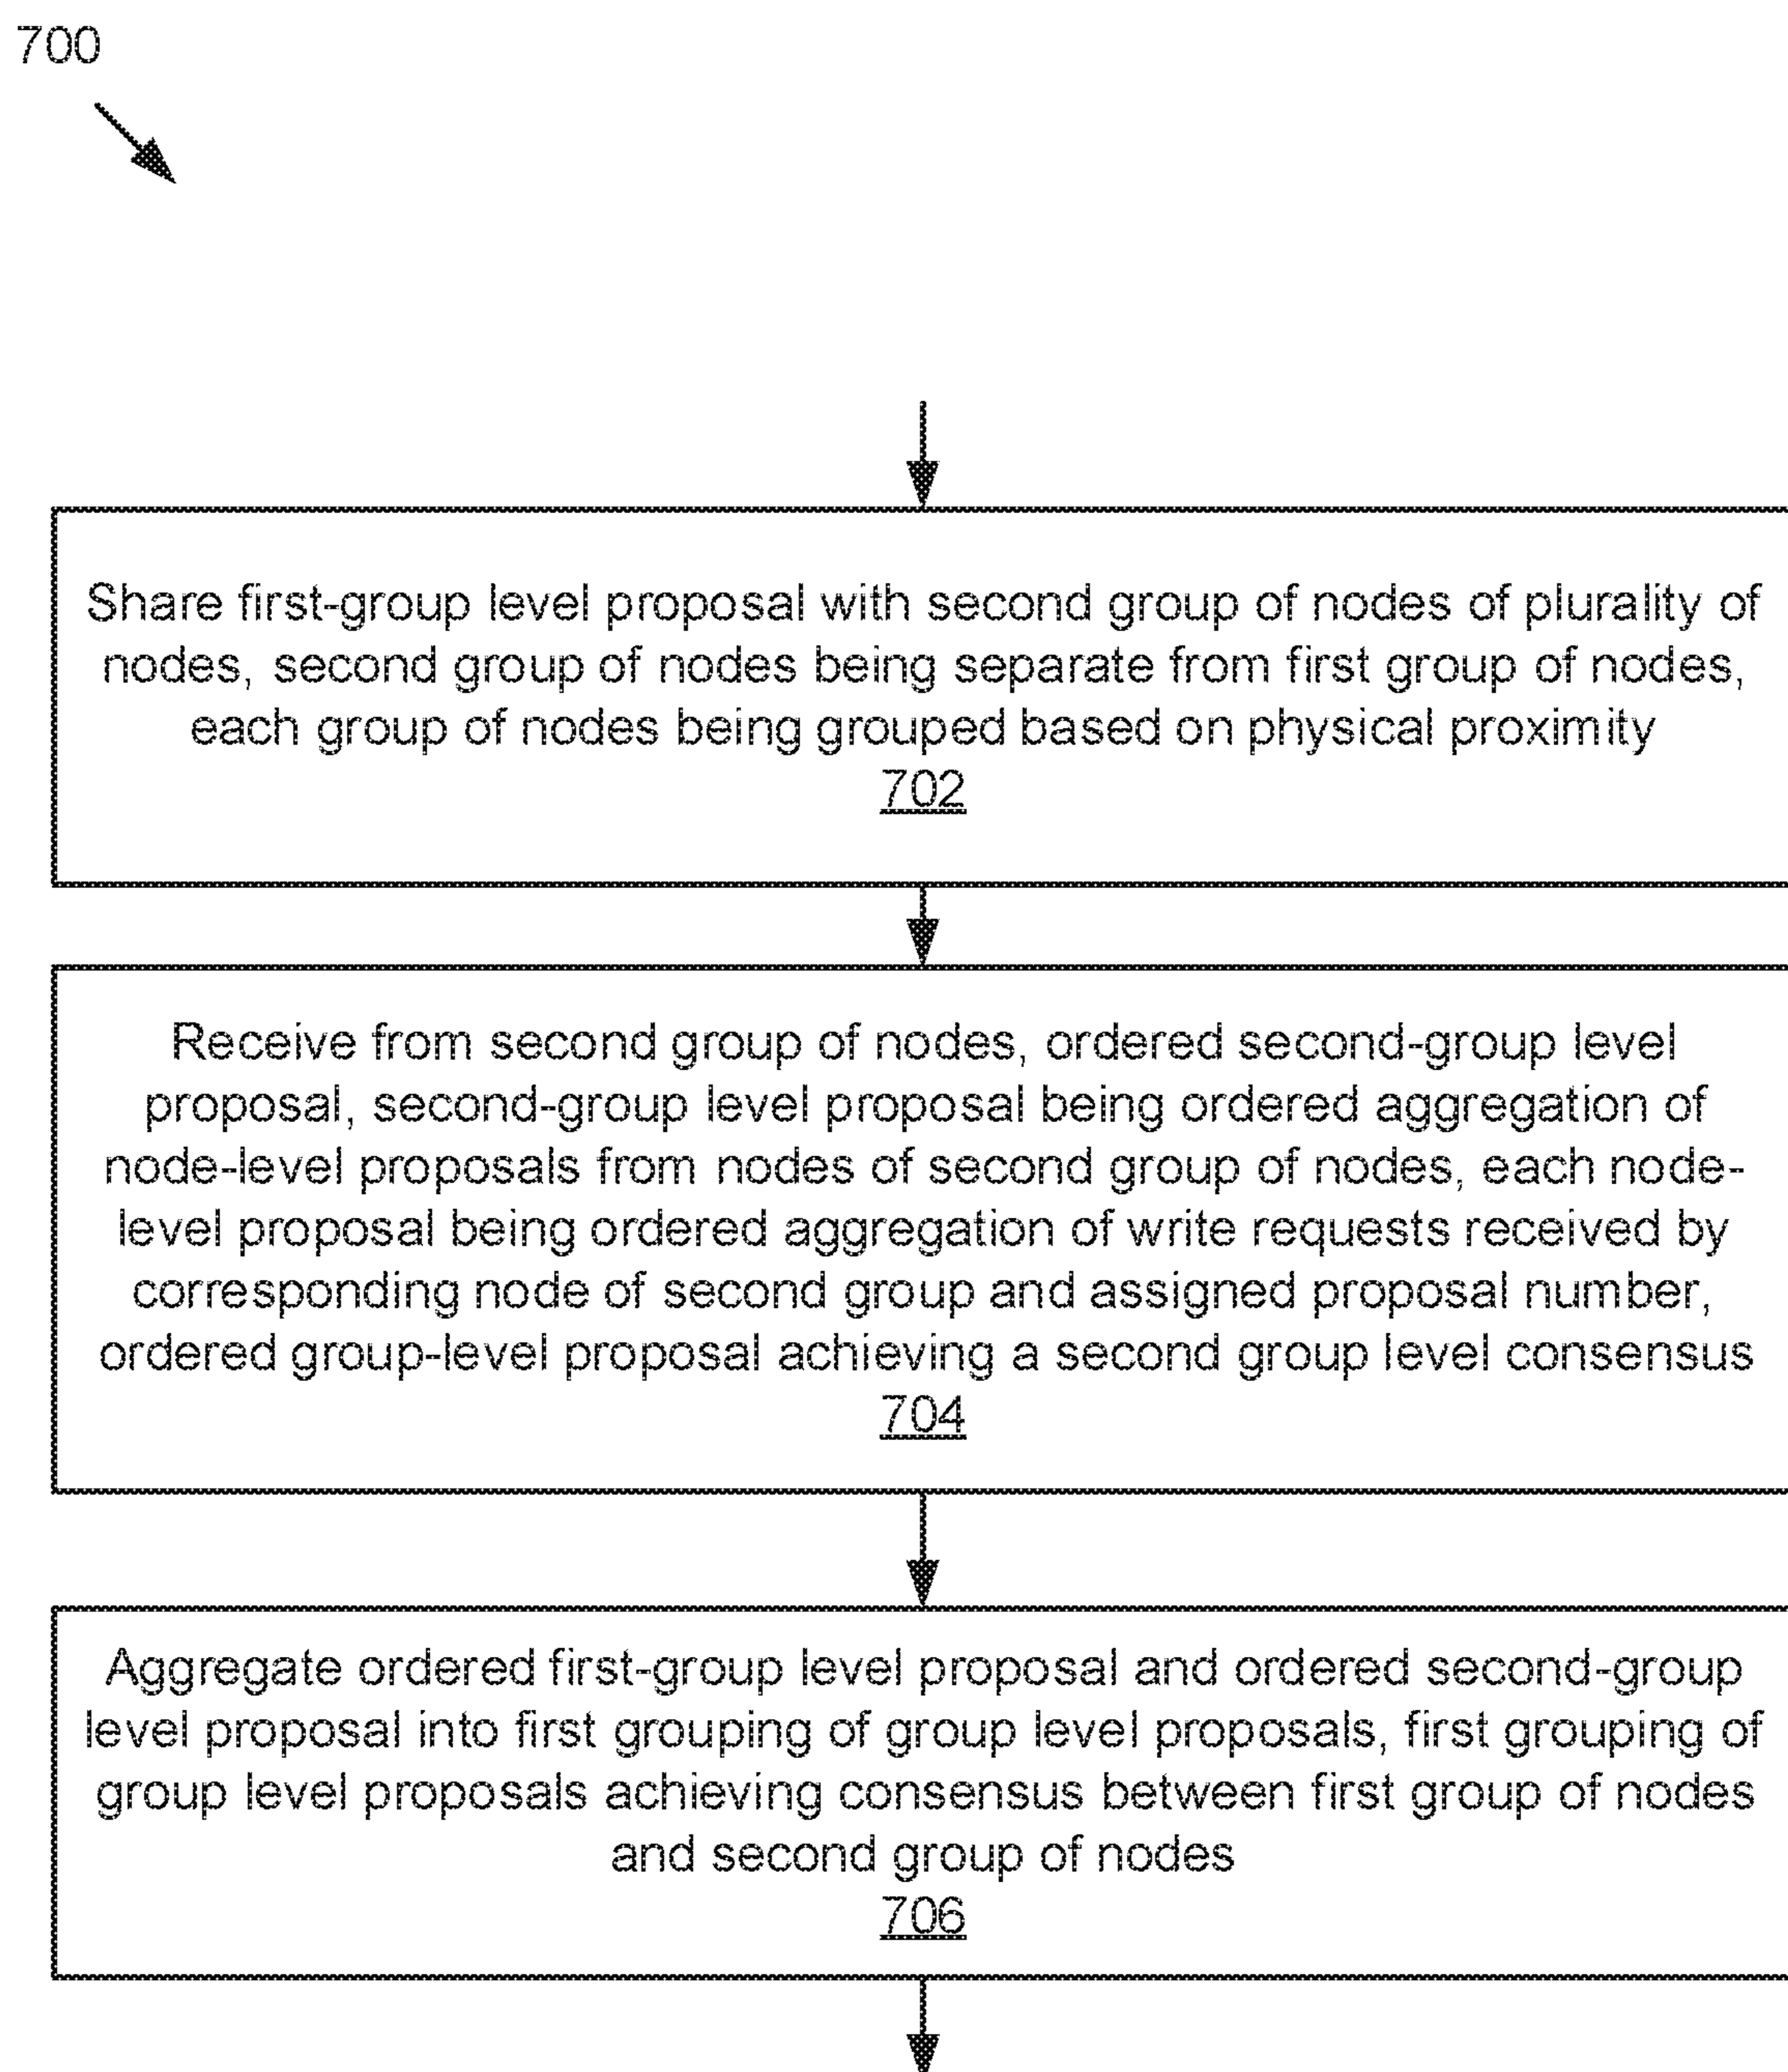 700
Share first-group level proposal with second group of nodes of plurality of
nodes, second group of nodes being separate from first group of nodes,
each group of nodes being grouped based on physical proximity
702
Receive from second group of nodes, ordered second-group level
proposal, second-group level proposal being ordered aggregation of
node-level proposals from nodes of second group of nodes, each node-
level proposal being ordered aggregation of write requests received by
corresponding node of second group and assigned proposal number,
ordered group-level proposal achieving a second group level consensus
704
Aggregate ordered first-group level proposal and ordered second-group
level proposal into first grouping of group level proposals, first grouping of
group level proposals achieving consensus between first group of nodes
and second group of nodes
706